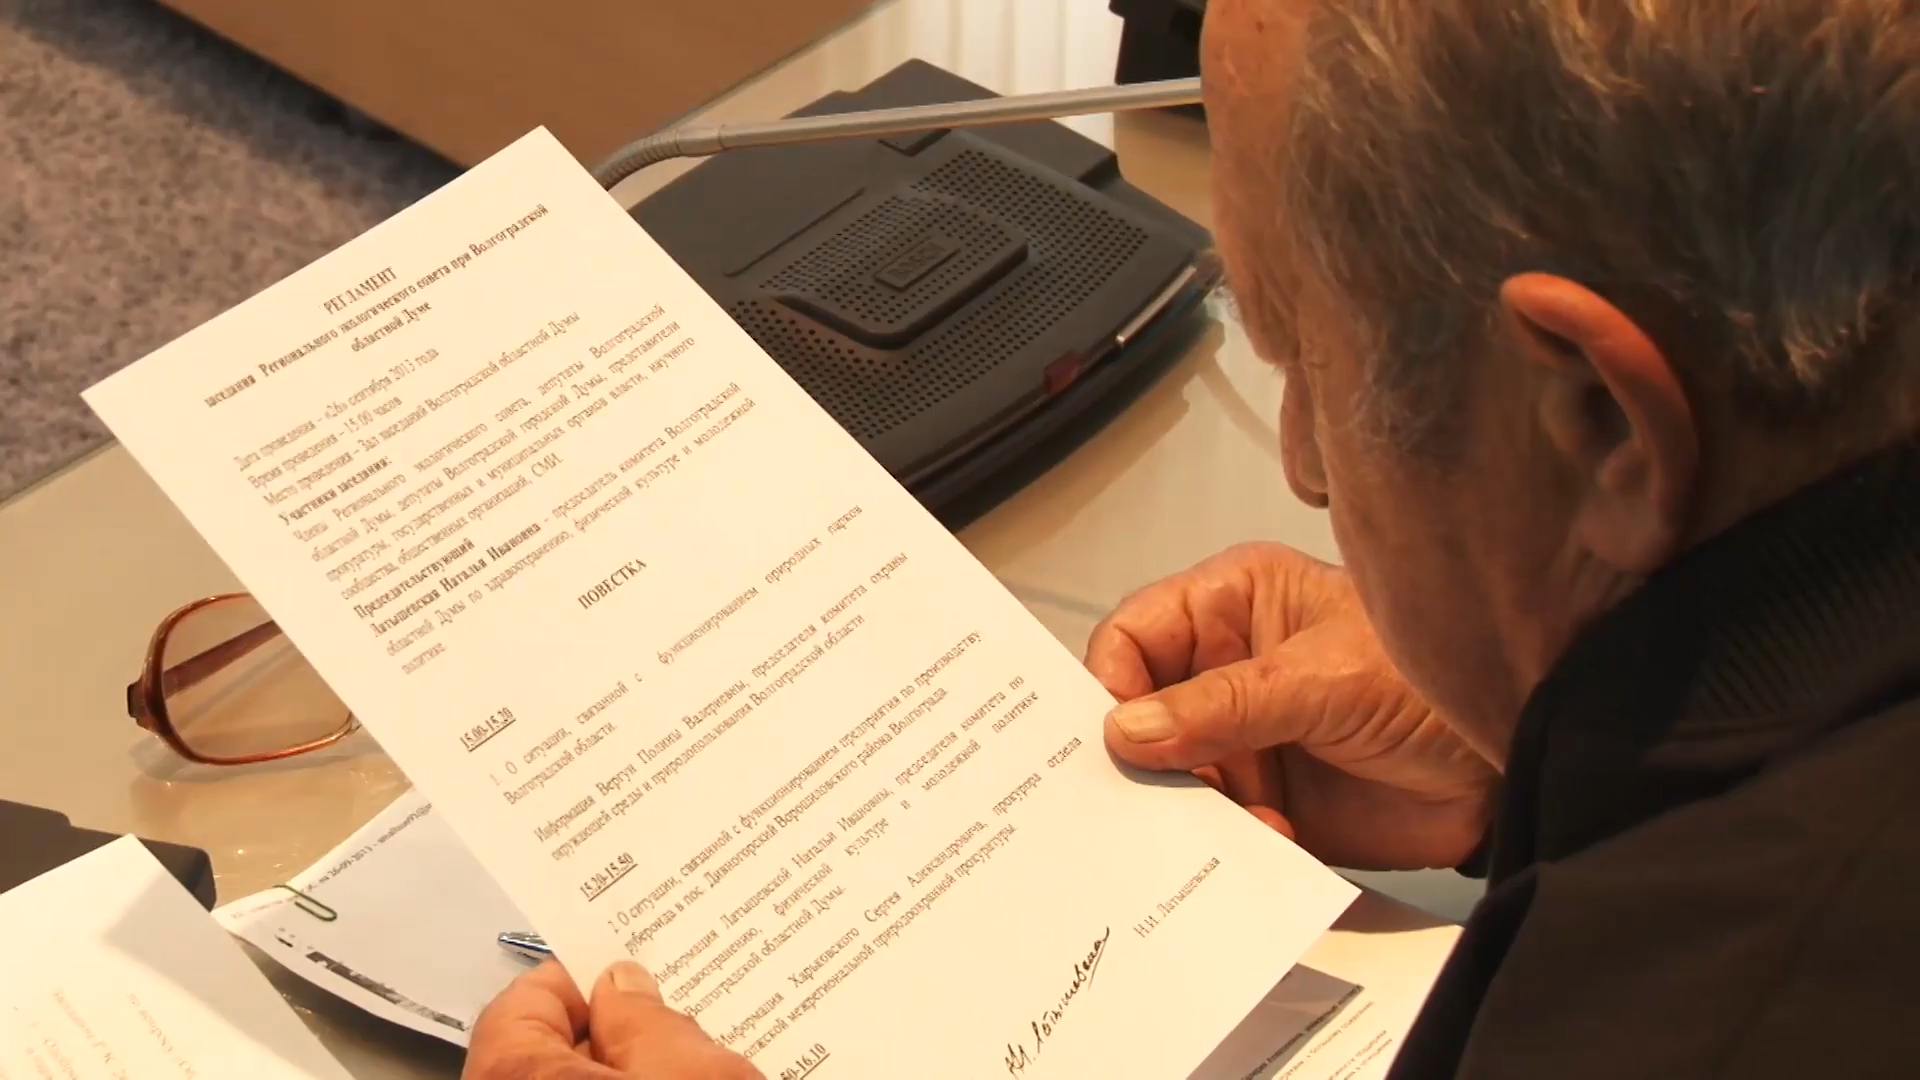 РЕГЛАМЕНТ
заседания Регионального экологического совета при Волгоградской
областной Думе
Дата проведения – «26» сентября 2013 года
Время проведения – 15.00 часов
Место проведения – Зал заседаний Волгоградской областной Думы
Участники заседания:
Члены Регионального экологического совета, депутаты Волгоградской
областной Думы, депутаты Волгоградской городской Думы, представители
прокуратуры, государственных и муниципальных органов власти, научного
сообщества, общественных организаций, СМИ.
Председательствующий
Латышевская Наталья Ивановна – председатель комитета Волгоградской
областной Думы по здравоохранению, физической культуре и молодежной
политике
ПОВЕСТКА
15.00-15.20
1. О ситуации, связанной с функционированием природных парков
Волгоградской области.
Информация Вергун Полины Валериевны, председателя комитета охраны
окружающей среды и природопользования Волгоградской области
15.20-15.50
2. О ситуации, связанной с функционированием предприятия по производству
рубероида в пос. Дивногорский Ворошиловского района Волгограда
Информация Латышевской Натальи Ивановны, председателя комитета по
здравоохранению, физической культуре и молодежной политике
Волгоградской областной Думы.
Информация Харьковского Сергея Александровича, прокурора отдела
межрегиональной природоохранной прокуратуры.
Н.И. Латышевская
-16.10